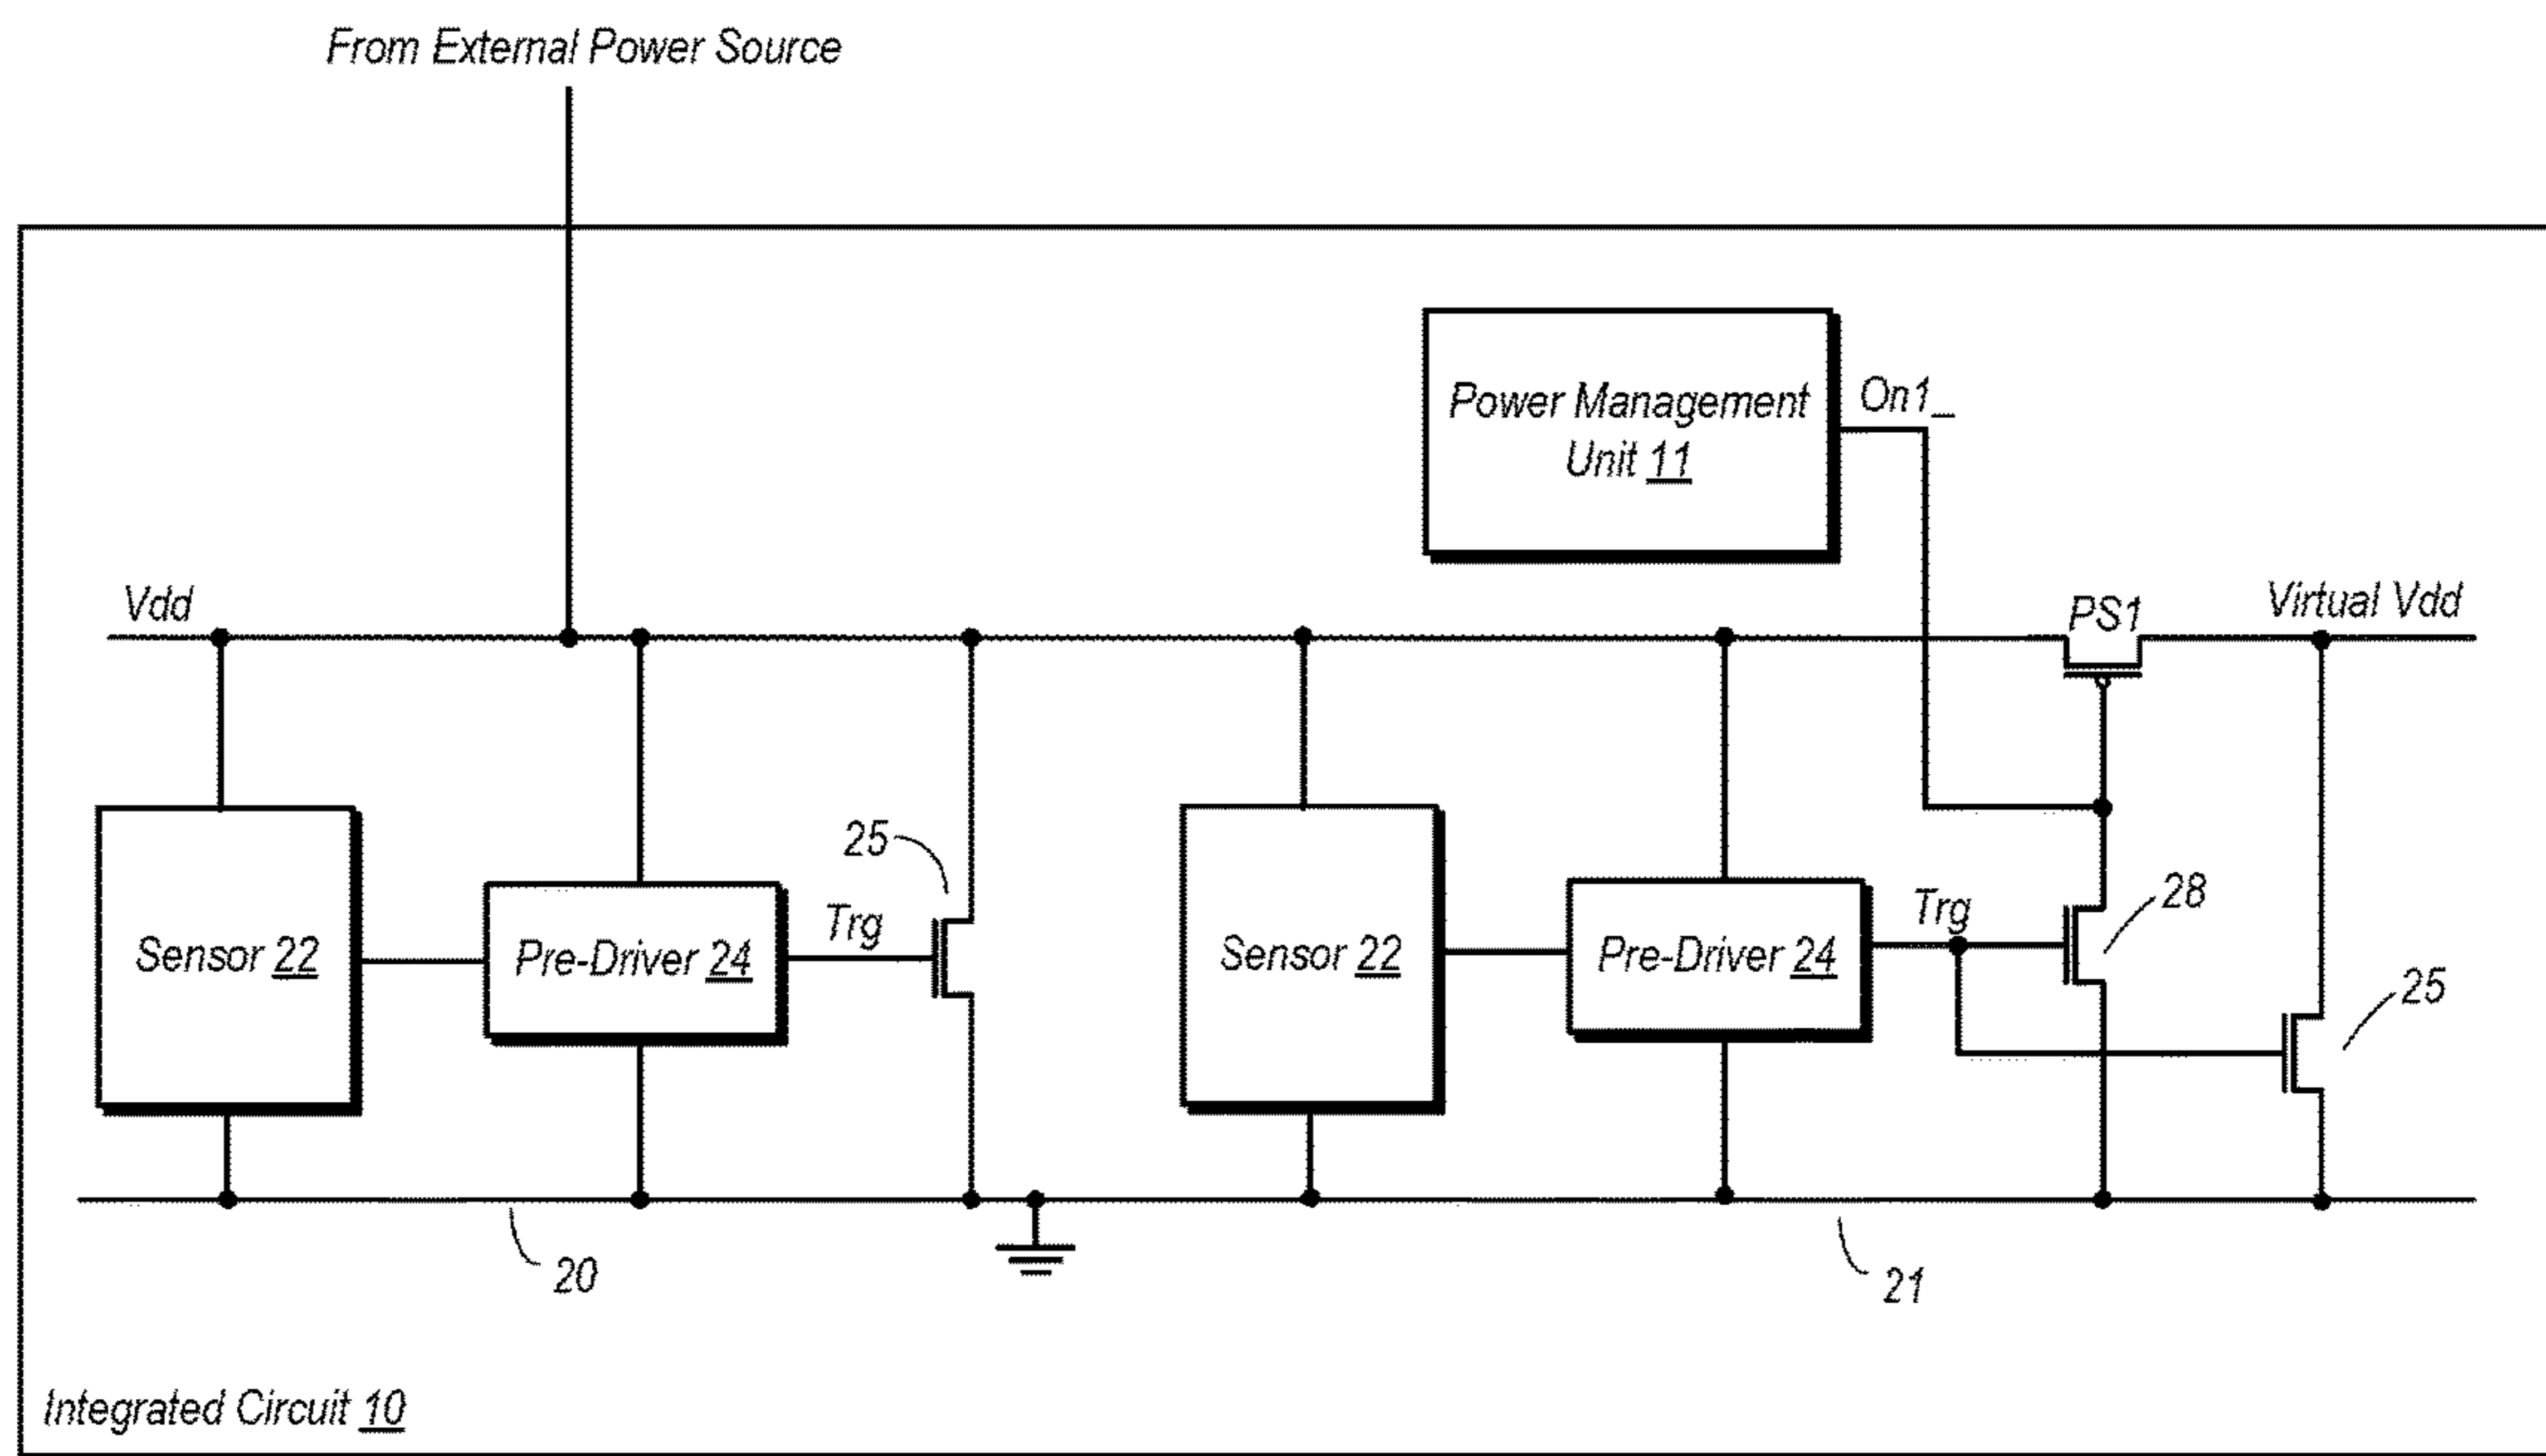 From External Power Source
Power Management
Unit 11
On1_
Vdd
PS1
Virtual Vdd
25
Sensor 22
Pre-Driver 24
Trg
Sensor 22
Pre-Driver 24
Trg
28
25
20
21
Integrated Circuit 10